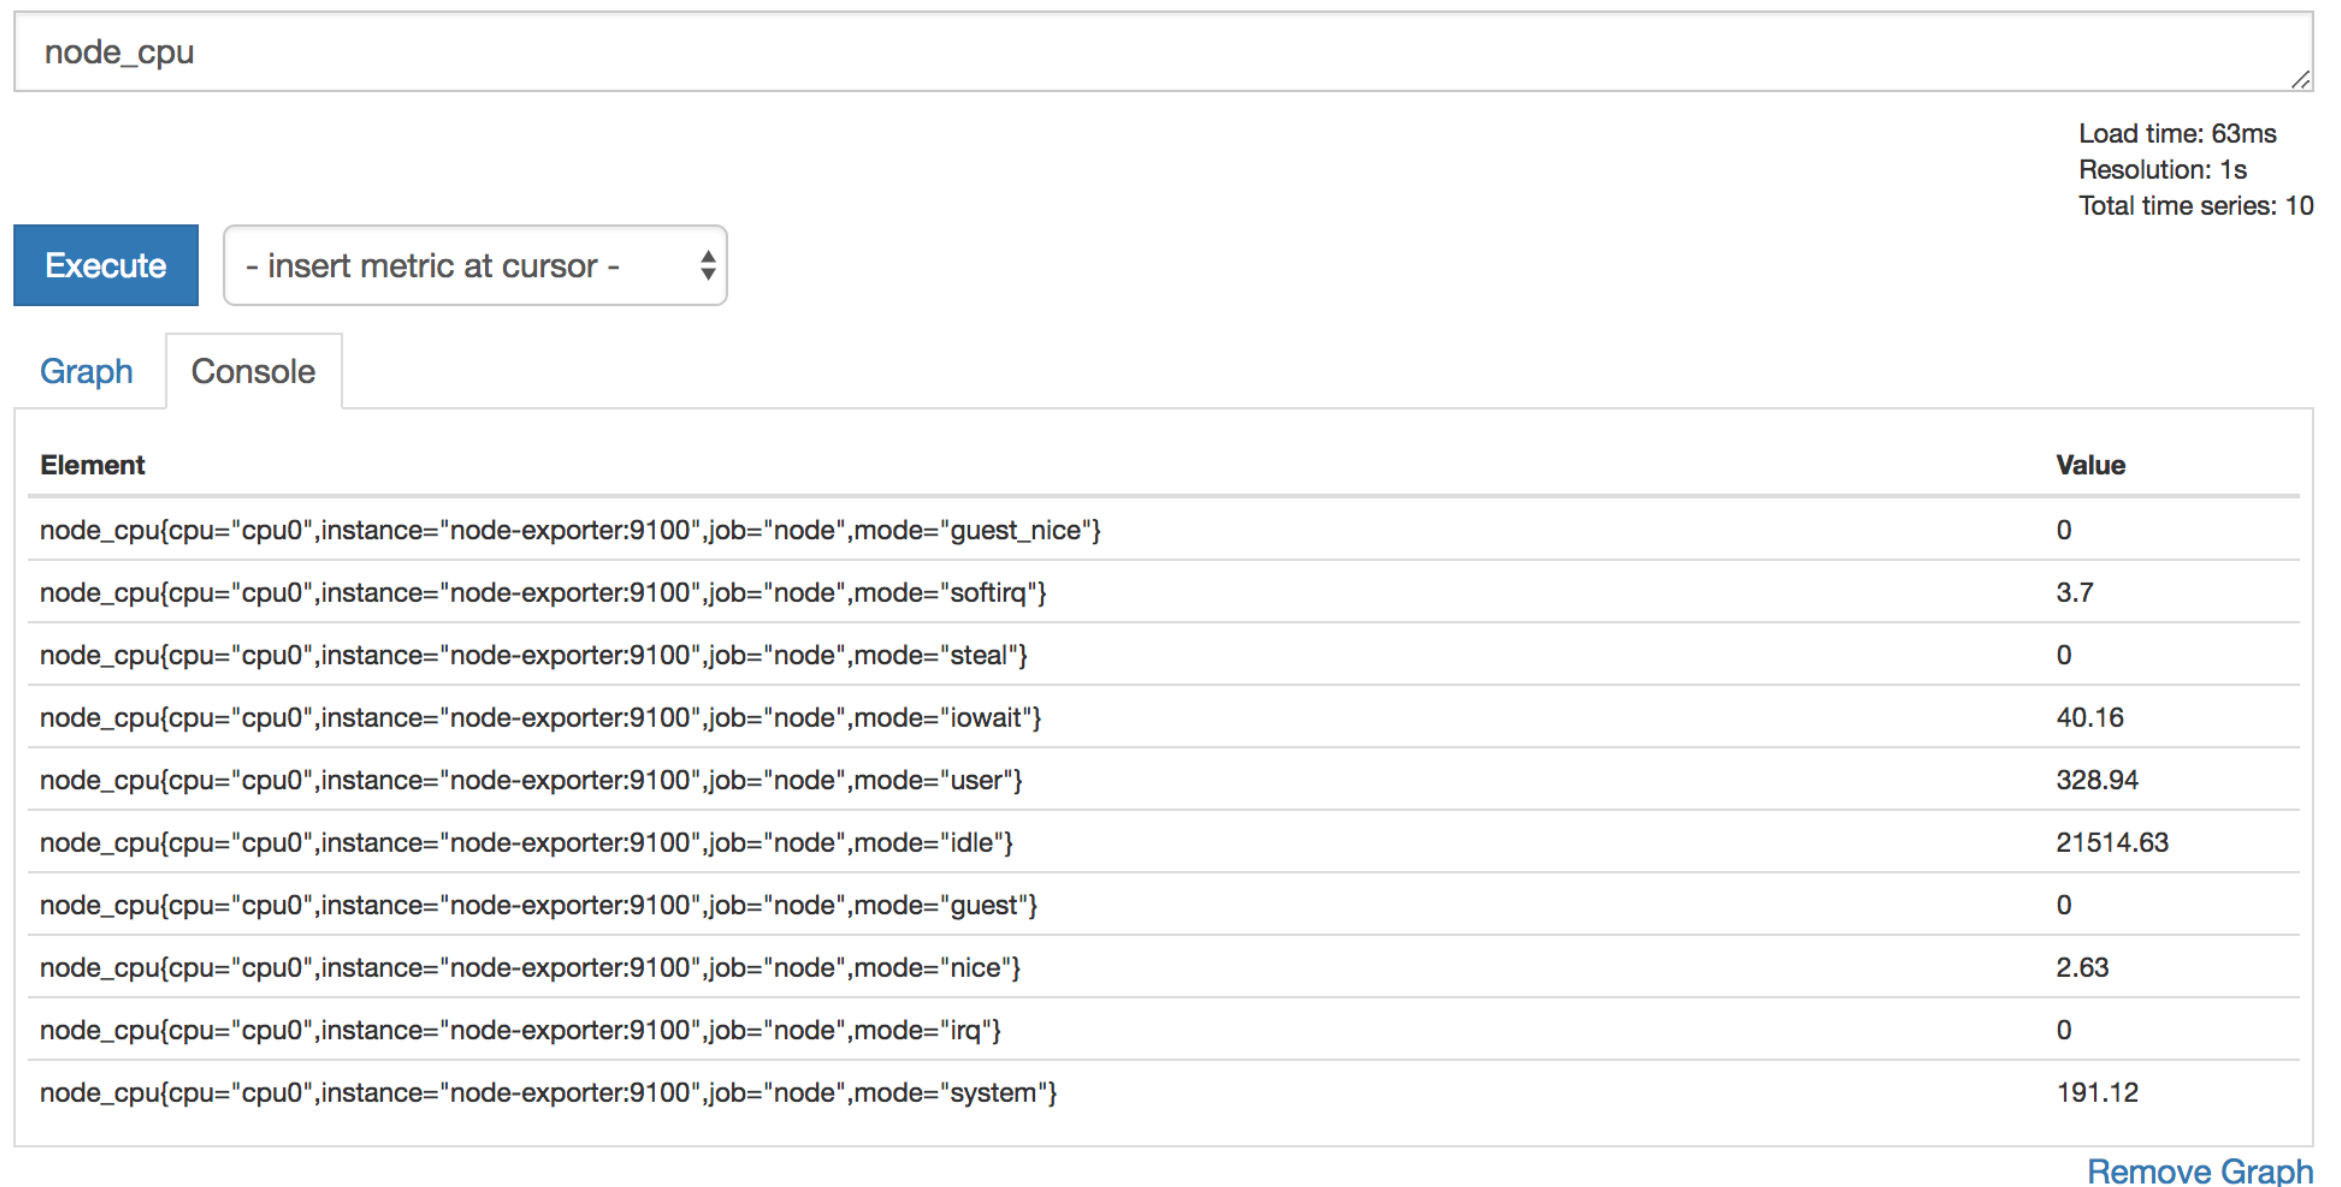 node_cpu
Load time: 63ms
Resolution: 1s
Total time series: 10
Execute - insert metric at cursor -
Graph Console
Element Value
node_cpu{cpu="cpu0",instance="node-exporter:9100",job="node",mode="guest_nice"} 0
node_cpu{cpu="cpu0",instance="node-exporter:9100",job="node",mode="softirq"} 3.7
node_cpu{cpu="cpu0",instance="node-exporter:9100",job="node",mode="steal"} 0
node_cpu{cpu="cpu0",instance="node-exporter:9100",job="node",mode="iowait"} 40.16
node_cpu{cpu="cpu0",instance="node-exporter:9100",job="node",mode="user"} 328.94
node_cpu{cpu="cpu0",instance="node-exporter:9100",job="node",mode="idle"} 21514.63
node_cpu{cpu="cpu0",instance="node-exporter:9100",job="node",mode="guest"} 0
node_cpu{cpu="cpu0",instance="node-exporter:9100",job="node",mode="nice"} 2.63
node_cpu{cpu="cpu0",instance="node-exporter:9100",job="node",mode="irq"} 0
node_cpu{cpu="cpu0",instance="node-exporter:9100",job="node",mode="system"} 191.12
Remove Graph